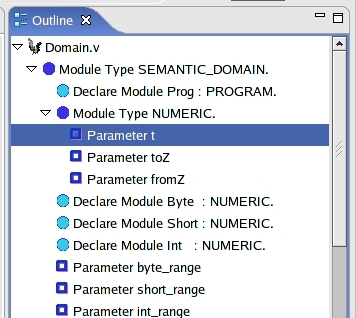 Outline
Domain.v
Module Type SEMANTIC_DOMAIN.
Declare Module Prog : PROGRAM.
Module Type NUMERIC.
Parameter t
Parameter toZ
Parameter fromZ
Declare Module Byte : NUMERIC.
Declare Module Short : NUMERIC.
Declare Module Int : NUMERIC.
Parameter byte_range
Parameter short_range
Parameter int_range